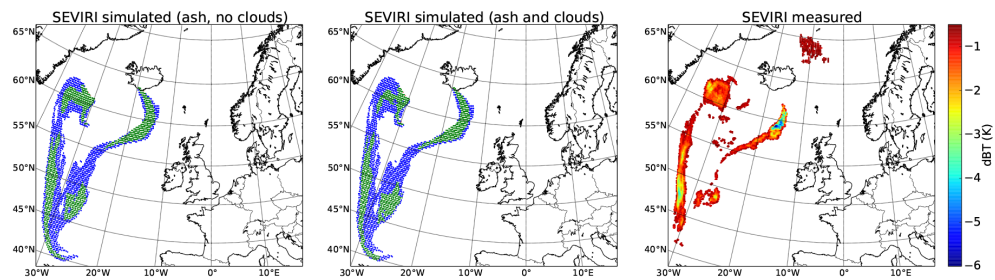 SEVIRI simulated (ash, no clouds)
65°N
60°N
55°N
50°N
45°N
40°N
30°W
20°W
10°W
0°
10°E
SEVIRI simulated (ash and clouds)
65°N
60°N
55°N
50°N
45°N
40°N
30°W
20°W
10°W
0°
10°E
SEVIRI measured
65°N
60°N
55°N
50°N
45°N
40°N
30°W
20°W
10°W
0°
10°E
−1
−2
−3
−4
−5
−6
dBT (K)